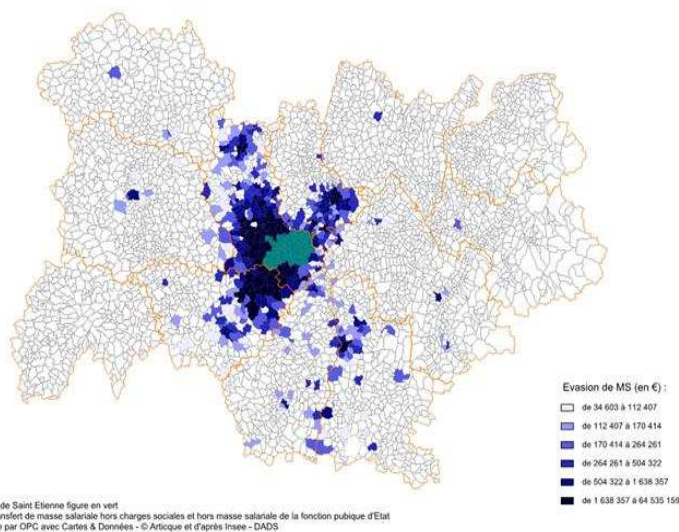 Evasion de MS (en €) :
de 34 603 à 112 407
de 112 407 à 170 414
de 170 414 à 264 261
de 264 261 à 504 322
de 504 322 à 1 638 357
de 1 638 357 à 64 535 159
de Saint Etienne figure en vert
nsfert de masse salariale hors charges sociales et hors masse salariale de la fonction pubique d'Etat
e par OPC avec Cartes & Données - © Articque et d'après Insee - DADS